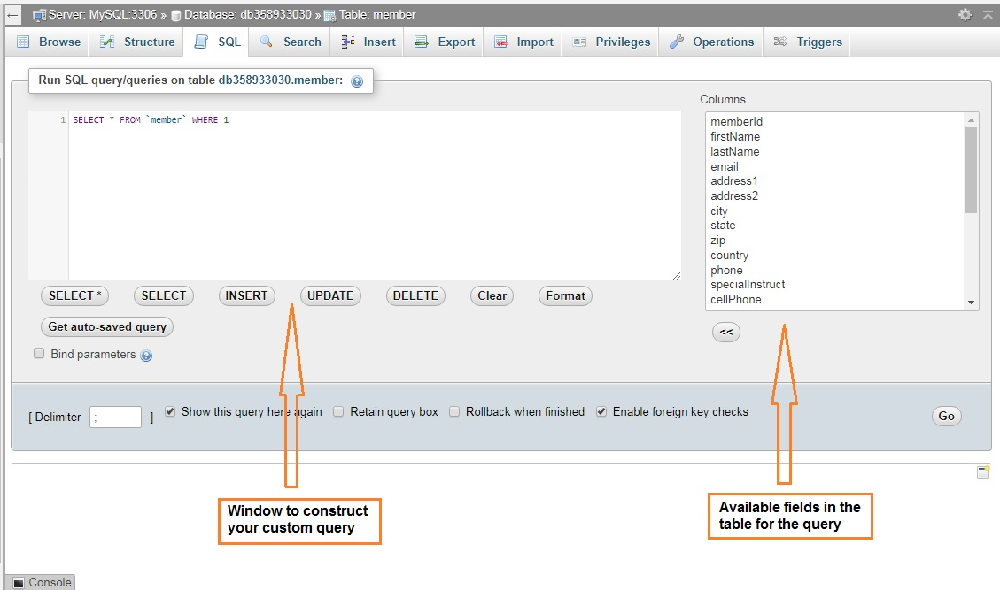 Server: MySQL:3306 » Database: db358933030 » Table: member
Browse Structure SQL Search Insert Export Import Privileges Operations Triggers
Run SQL query/queries on table db358933030.member:
Columns
1 SELECT * FROM `member` WHERE 1
memberId
firstName
lastName
email
address1
address2
city
state
zip
country
phone
specialInstruct
cellPhone
SELECT * SELECT INSERT UPDATE DELETE Clear Format
<<
Get auto-saved query
Bind parameters
[ Delimiter ; ] Show this query here again Retain query box Rollback when finished Enable foreign key checks Go
Window to construct
your custom query
Available fields in the
table for the query
Console